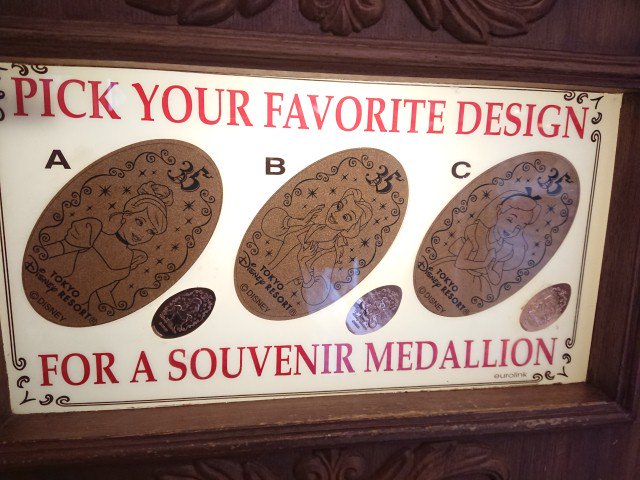 PICK YOUR FAVORITE DESIGN
A
35
TOKYO
Disney RESORT®
©DISNEY
B
35
TOKYO
Disney RESORT®
©DISNEY
C
35
TOKYO
Disney RESORT®
©DISNEY
FOR A SOUVENIR MEDALLION
eurolink